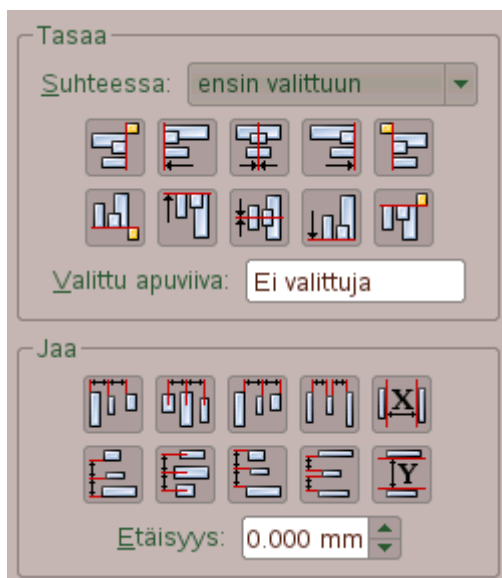 Tasaa
Suhteessa: ensin valittuun
Valittu apuviiva: Ei valittuja
Jaa
X
Y
Etäisyys: 0.000 mm